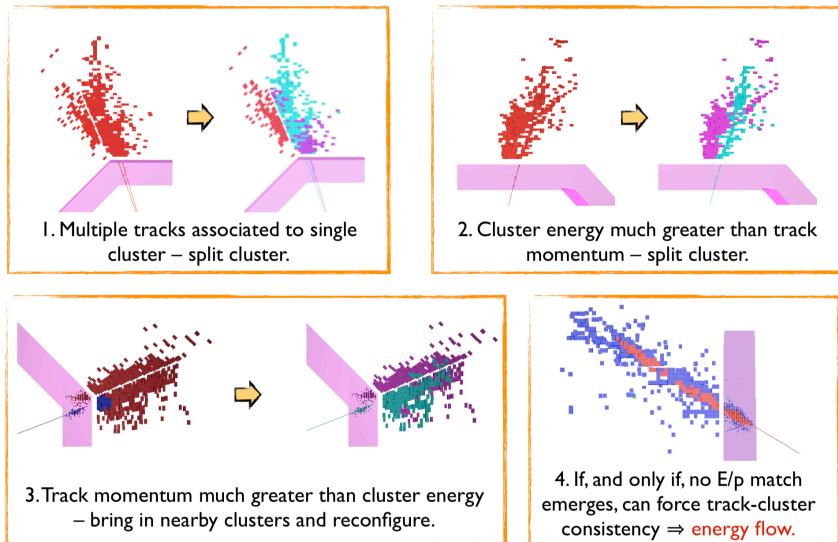 1. Multiple tracks associated to single
cluster – split cluster.
2. Cluster energy much greater than track
momentum – split cluster.
3. Track momentum much greater than cluster energy
– bring in nearby clusters and reconfigure.
4. If, and only if, no E/p match
emerges, can force track-cluster
consistency ⇒ energy flow.